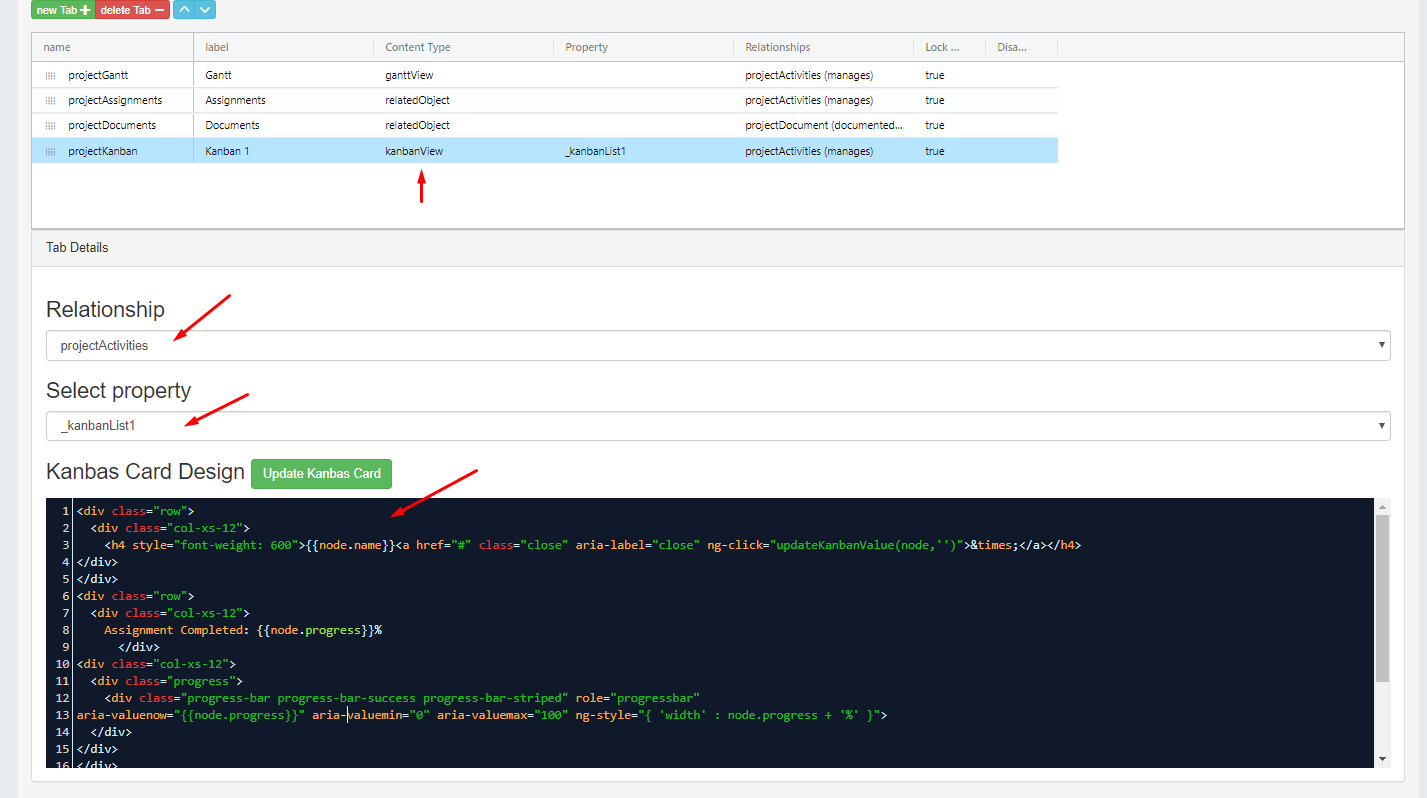 new Tab delete Tab
name label Content Type Property Relationships Lock ... Disa...
projectGantt Gantt ganttView projectActivities (manages) true
projectAssignments Assignments relatedObject projectActivities (manages) true
projectDocuments Documents relatedObject projectDocument (documented... true
projectKanban Kanban 1 kanbanView _kanbanList1 projectActivities (manages) true
Tab Details
Relationship
projectActivities
Select property
_kanbanList1
Kanbas Card Design Update Kanbas Card
1 <div class="row">
2 <div class="col-xs-12">
3 <h4 style="font-weight: 600">{{node.name}}<a href="#" class="close" aria-label="close" ng-click="updateKanbanValue(node,'')">&times;</a></h4>
4 </div>
5 </div>
6 <div class="row">
7 <div class="col-xs-12">
8 Assignment Completed: {{node.progress}}%
9 </div>
10 <div class="col-xs-12">
11 <div class="progress">
12 <div class="progress-bar progress-bar-success progress-bar-striped" role="progressbar"
13 aria-valuenow="{{node.progress}}" aria-valuemin="0" aria-valuemax="100" ng-style="{ 'width' : node.progress + '%' }">
14 </div>
15 </div>
16 </div>